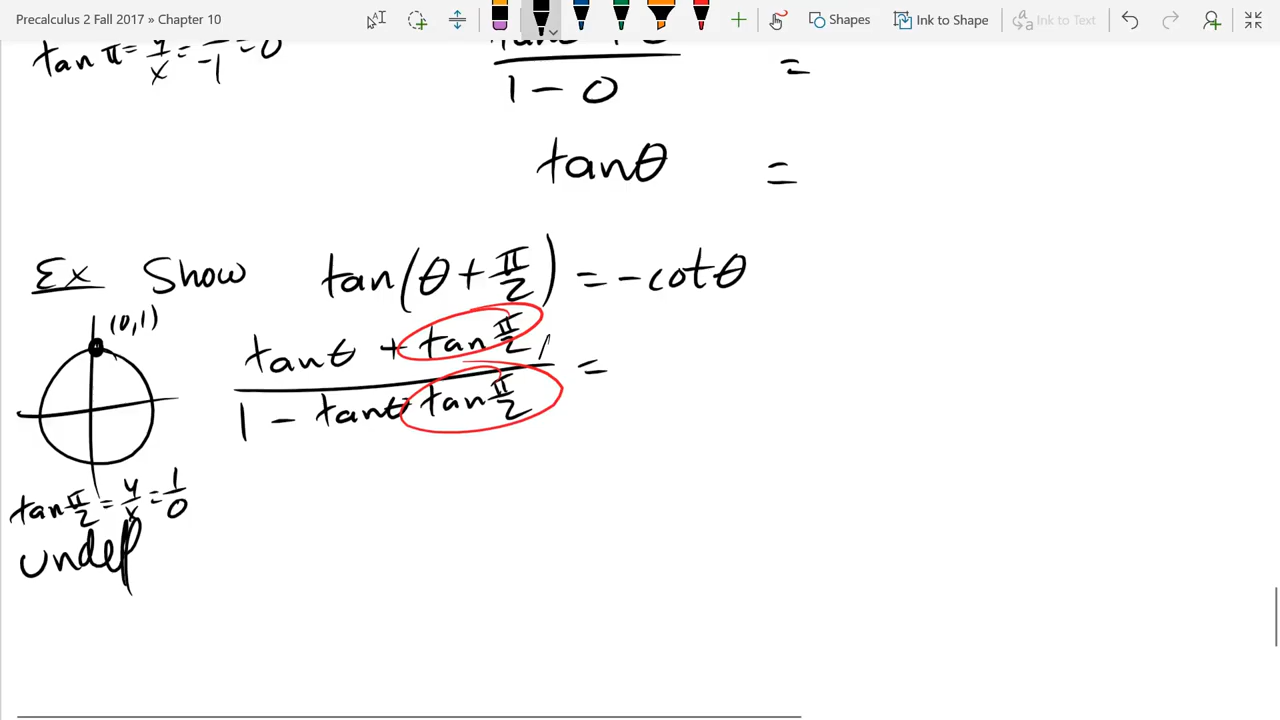 Precalculus 2 Fall 2017 » Chapter 10
Shapes
Ink to Shape
Ink to Text
tan π = y/x = /-1 = 0
1 - 0
=
tanθ =
Ex Show tan(θ + π/2) = -cotθ
(0,1)
tanθ + tan π/2
=
1 - tanθ tan π/2
tan π/2 = y/x = 1/0
undef